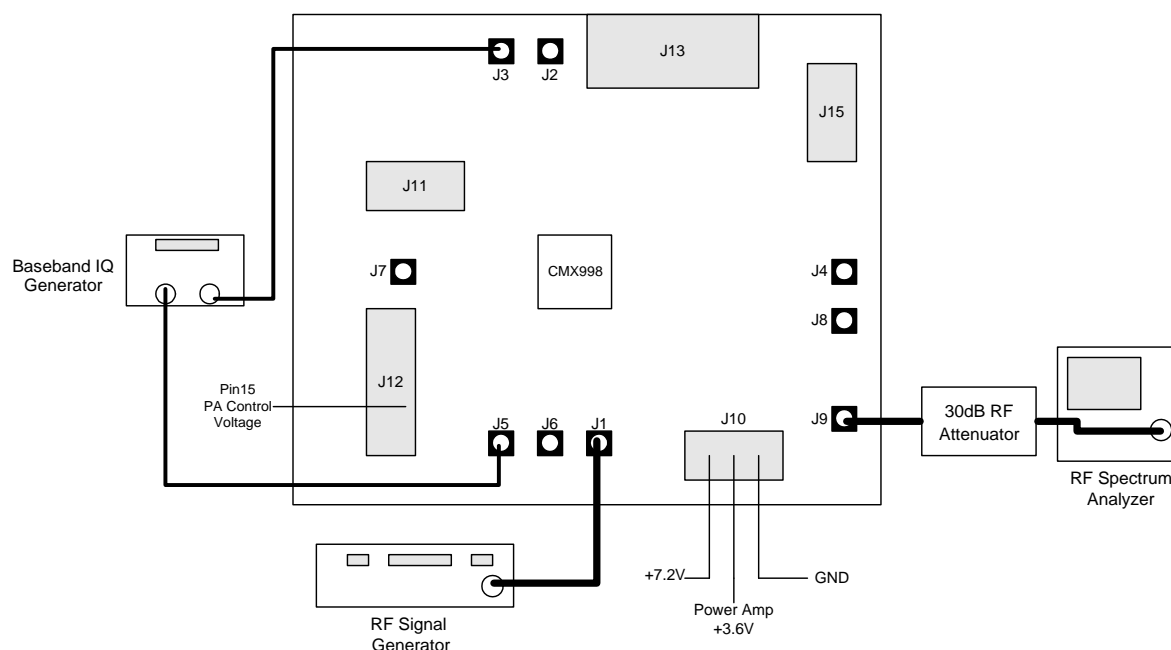 J3
J2
J13
J15
J11
Baseband IQ
Generator
J7
CMX998
J4
J8
J12
Pin15
PA Control
Voltage
J5
J6
J1
J10
J9
30dB RF
Attenuator
RF Spectrum
Analyzer
+7.2V
GND
Power Amp
+3.6V
RF Signal
Generator